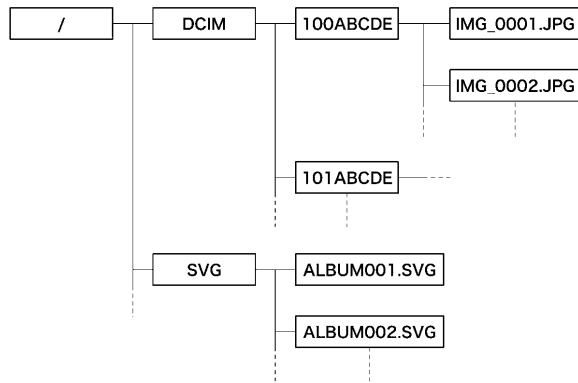 /
DCIM
100ABCDE
IMG_0001.JPG
IMG_0002.JPG
101ABCDE
SVG
ALBUM001.SVG
ALBUM002.SVG